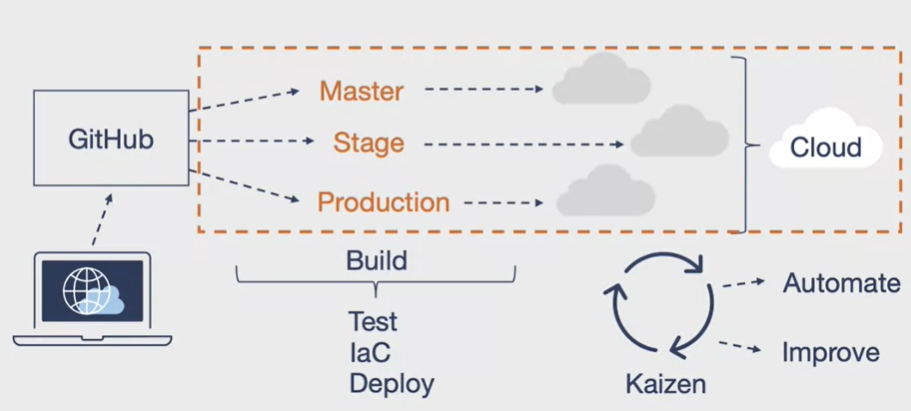 GitHub
Master
Stage
Production
Cloud
Build
Test
IaC
Deploy
Kaizen
Automate
Improve